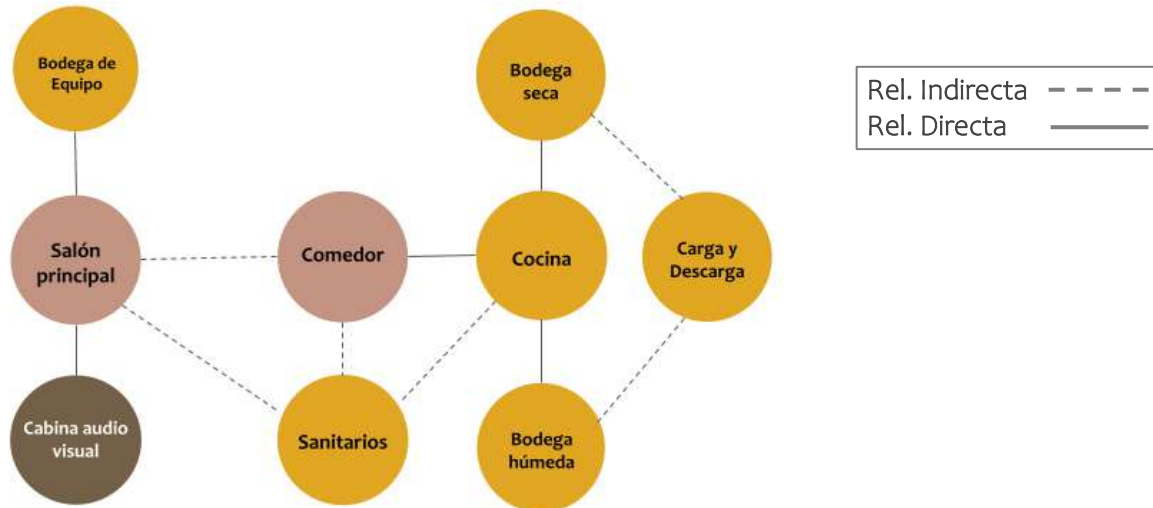 Bodega de
Equipo
Bodega
seca
Rel. Indirecta
Rel. Directa
Salón
principal
Comedor
Cocina
Carga y
Descarga
Cabina audio
visual
Sanitarios
Bodega
húmeda